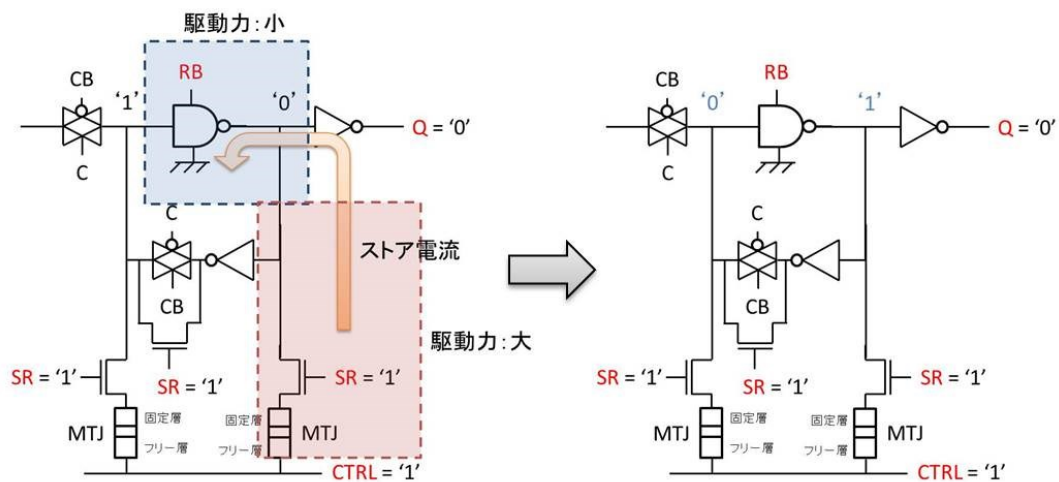 駆動力：小
CB
‘1’
RB
‘0’
Q = ‘0’
C
C
ストア電流
CB
駆動力：大
SR = ‘1’
SR = ‘1’
SR = ‘1’
MTJ
固定層
フリー層
固定層
フリー層
MTJ
CTRL = ‘1’
CB
‘0’
RB
‘1’
Q = ‘0’
C
C
CB
SR = ‘1’
SR = ‘1’
SR = ‘1’
MTJ
固定層
フリー層
固定層
フリー層
MTJ
CTRL = ‘1’